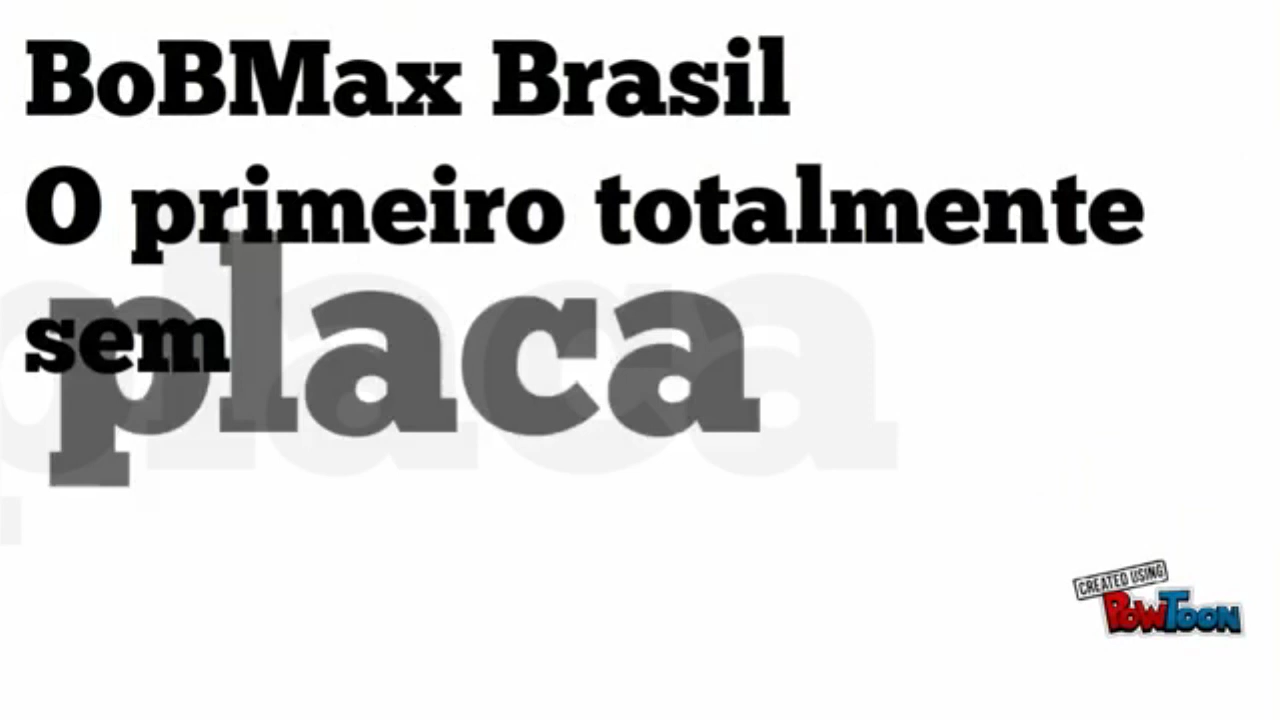 BoBMax Brasil
O primeiro totalmente
sem placa
CREATED USING
POWTOON